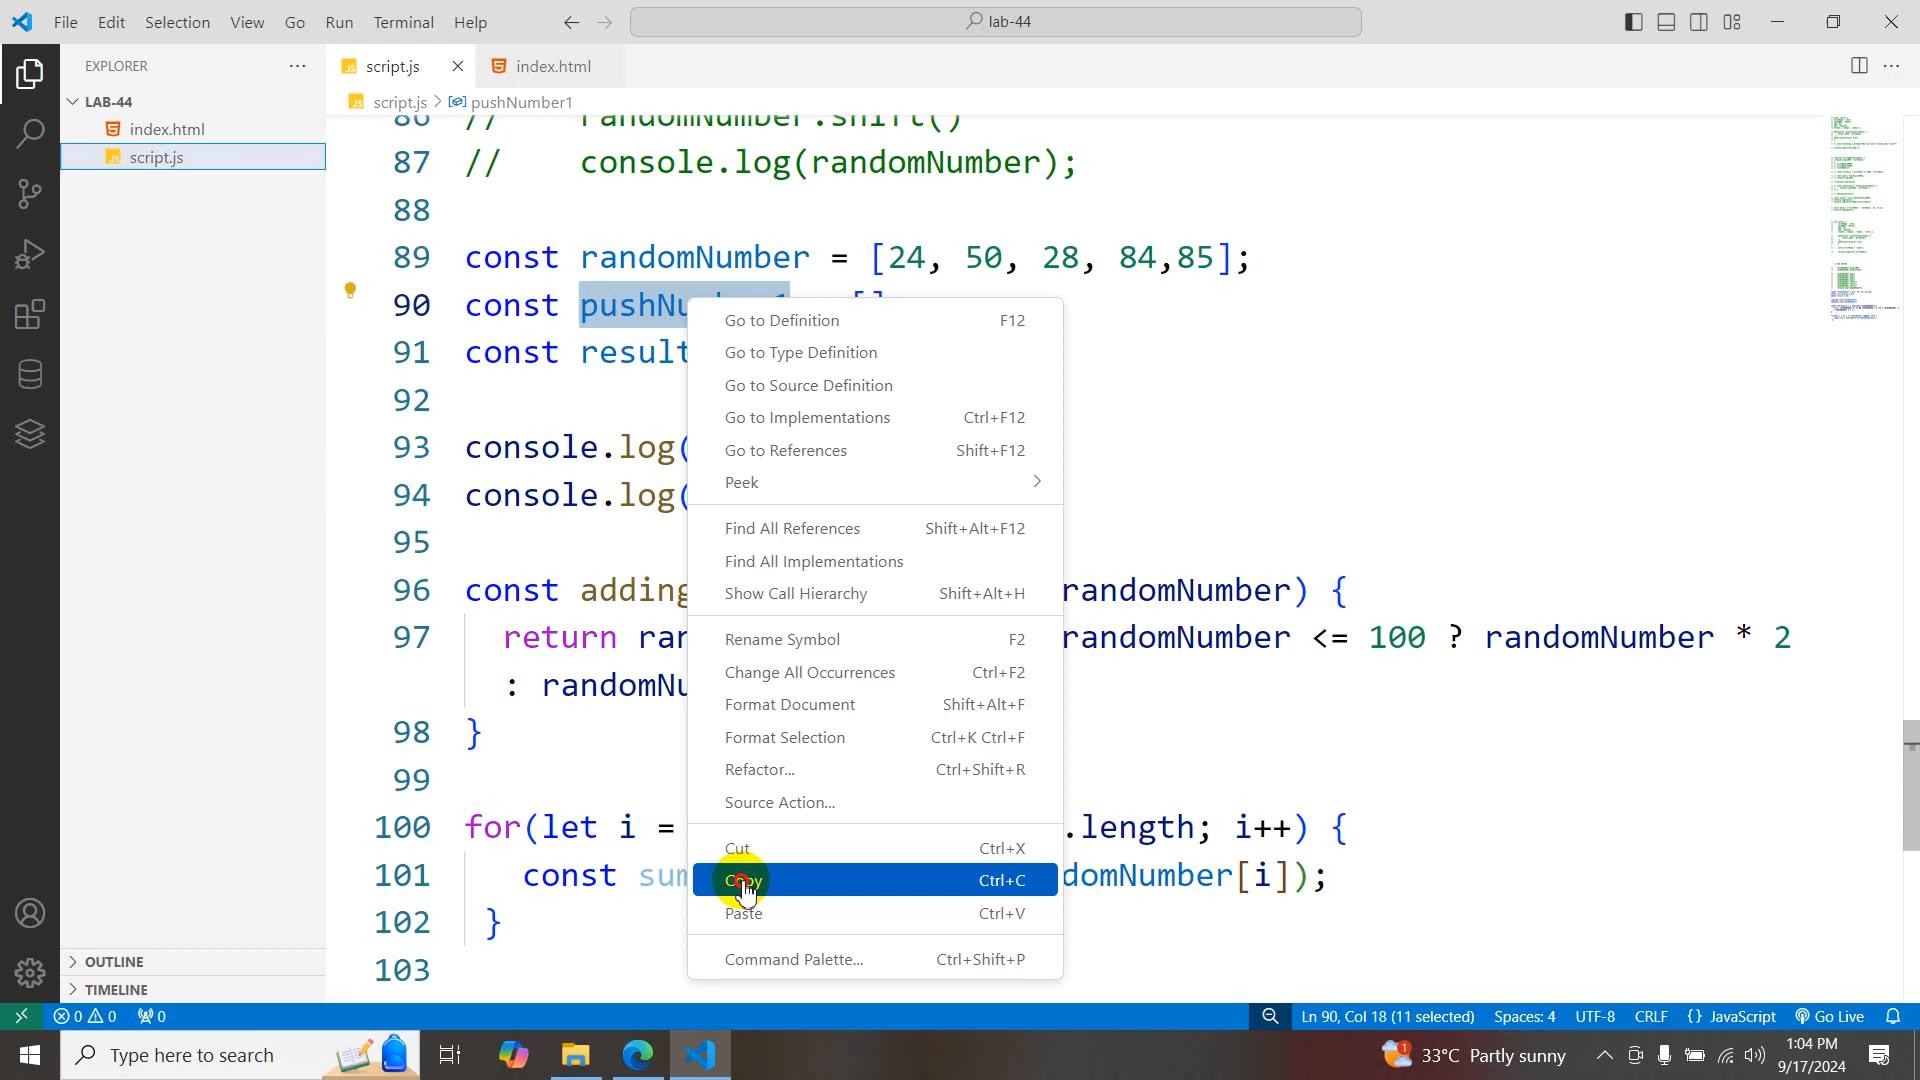 File Edit Selection View Go Run Terminal Help
lab-44
EXPLORER
LAB-44
index.html
script.js
script.js
index.html
script.js > pushNumber1
86 // randomNumber.shift()
87 // console.log(randomNumber);
88
89 const randomNumber = [24, 50, 28, 84,85];
90 const pushNumber1 = []
91 const result
92
93 console.log(
94 console.log(
95
96 const adding randomNumber) {
97 return ran randomNumber <= 100 ? randomNumber * 2
: randomNu
98 }
99
100 for(let i = .length; i++) {
101 const sum domNumber[i]);
102 }
103
Go to Definition F12
Go to Type Definition
Go to Source Definition
Go to Implementations Ctrl+F12
Go to References Shift+F12
Peek
Find All References Shift+Alt+F12
Find All Implementations
Show Call Hierarchy Shift+Alt+H
Rename Symbol F2
Change All Occurrences Ctrl+F2
Format Document Shift+Alt+F
Format Selection Ctrl+K Ctrl+F
Refactor... Ctrl+Shift+R
Source Action...
Cut Ctrl+X
Copy Ctrl+C
Paste Ctrl+V
Command Palette... Ctrl+Shift+P
OUTLINE
TIMELINE
0 0 0
Ln 90, Col 18 (11 selected) Spaces: 4 UTF-8 CRLF {} JavaScript Go Live
Type here to search
1
33°C Partly sunny
1:04 PM
9/17/2024